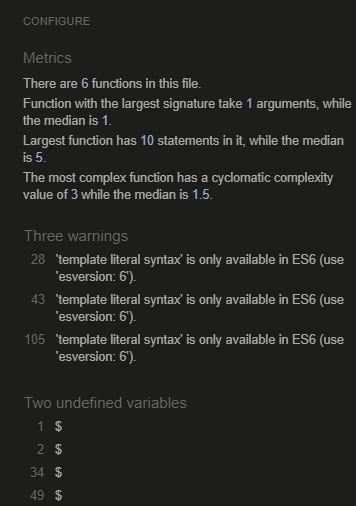 CONFIGURE
Metrics
There are 6 functions in this file.
Function with the largest signature take 1 arguments, while
the median is 1.
Largest function has 10 statements in it, while the median
is 5.
The most complex function has a cyclomatic complexity
value of 3 while the median is 1.5.
Three warnings
28 'template literal syntax' is only available in ES6 (use
'esversion: 6').
43 'template literal syntax' is only available in ES6 (use
'esversion: 6').
105 'template literal syntax' is only available in ES6 (use
'esversion: 6').
Two undefined variables
1 $
2 $
34 $
49 $